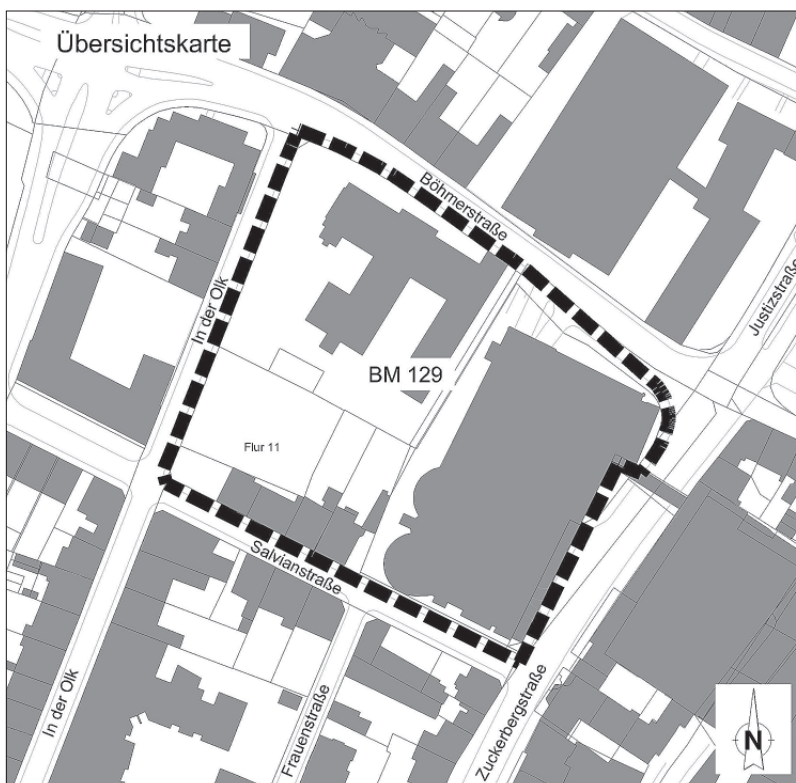 Übersichtskarte
Böhmerstraße
Justizstraße
In der Olk
BM 129
Flur 11
Salvianstraße
In der Olk
Frauenstraße
Zuckerbergstraße
N